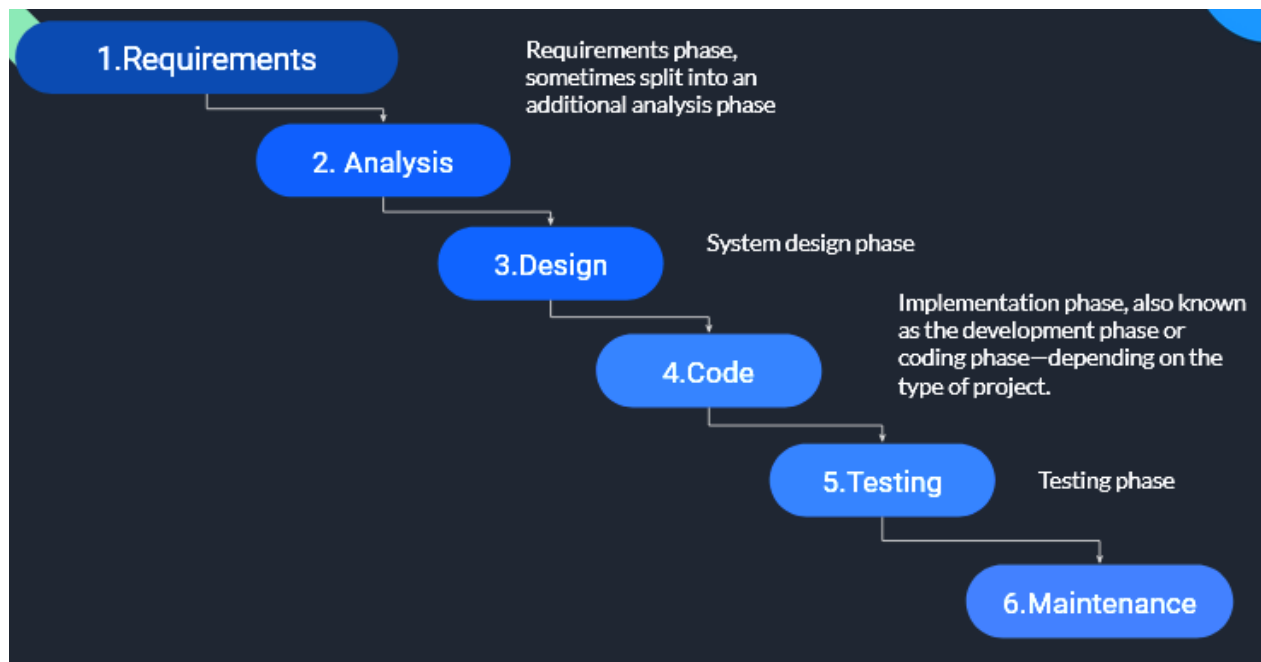 1.Requirements
Requirements phase,
sometimes split into an
additional analysis phase
2. Analysis
3.Design
System design phase
Implementation phase, also known
as the development phase or
coding phase—depending on the
type of project.
4.Code
5.Testing
Testing phase
6.Maintenance